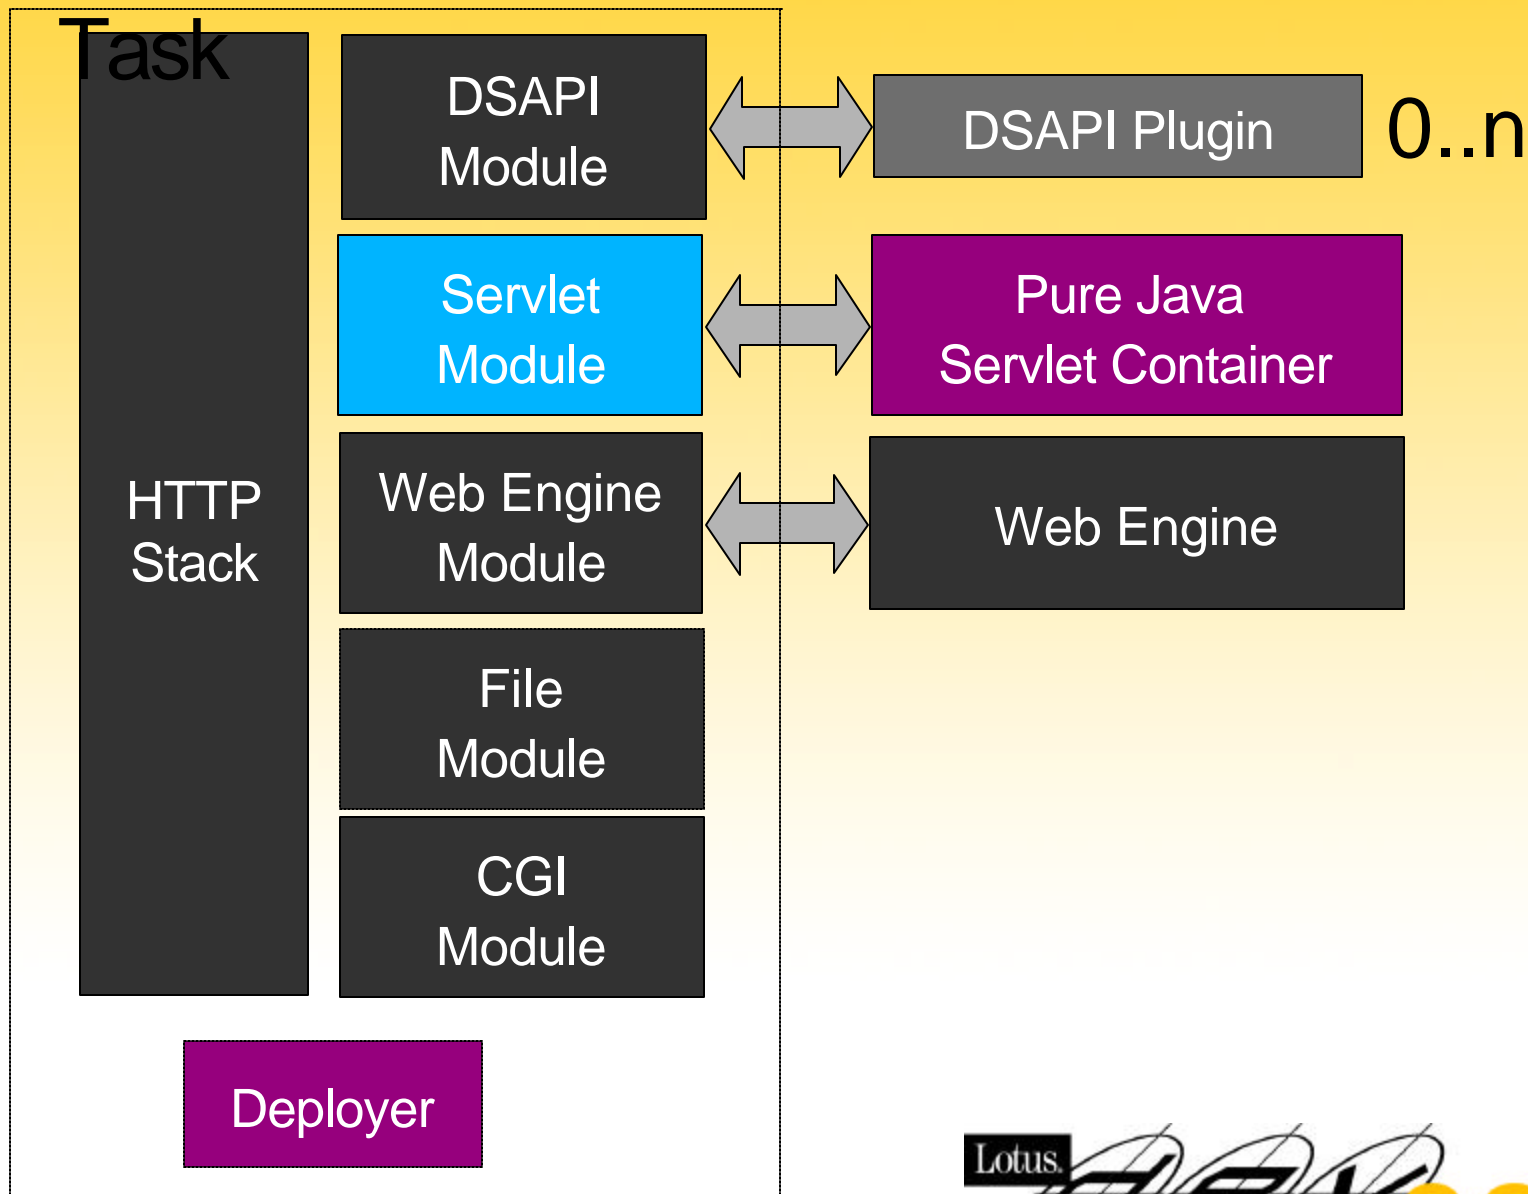 Task
HTTP
Stack
DSAPI
Module
DSAPI Plugin
0..n
Servlet
Module
Pure Java
Servlet Container
Web Engine
Module
Web Engine
File
Module
CGI
Module
Deployer
Lotus.